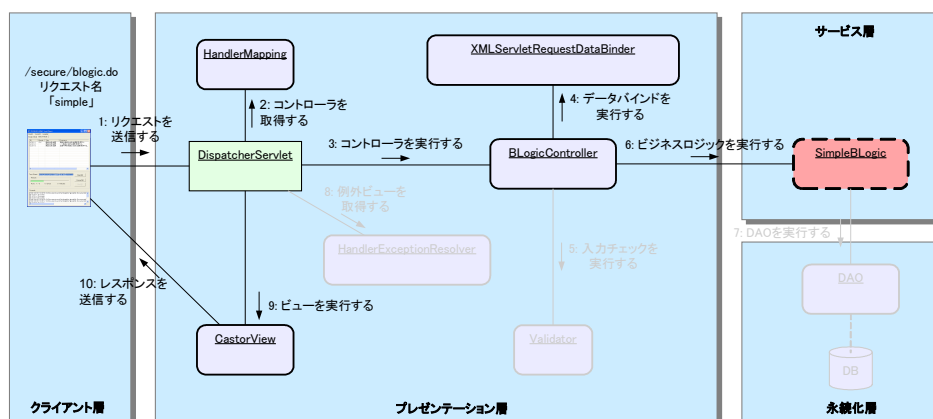 /secure/blogic.do
リクエスト名
「simple」
1: リクエストを
送信する
10: レスポンスを
送信する
クライアント層
HandlerMapping
2: コントローラを
取得する
DispatcherServlet
3: コントローラを実行する
8: 例外ビューを
取得する
HandlerExceptionResolver
9: ビューを実行する
CastorView
XMLServletRequestDataBinder
4: データバインドを
実行する
BLogicController
5: 入力チェックを
実行する
Validator
6: ビジネスロジックを実行する
プレゼンテーション層
サービス層
SimpleBLogic
7: DAOを実行する
DAO
DB
永続化層